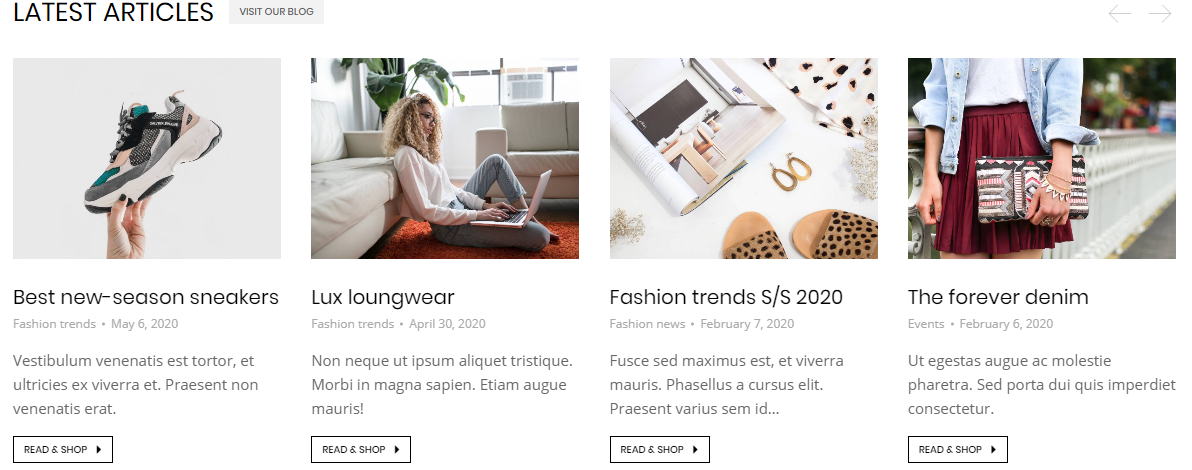 LATEST ARTICLES
VISIT OUR BLOG
Best new-season sneakers
Fashion trends • May 6, 2020
Vestibulum venenatis est tortor, et
ultricies ex viverra et. Praesent non
venenatis erat.
READ & SHOP
Lux loungwear
Fashion trends • April 30, 2020
Non neque ut ipsum aliquet tristique.
Morbi in magna sapien. Etiam augue
mauris!
READ & SHOP
Fashion trends S/S 2020
Fashion news • February 7, 2020
Fusce sed maximus est, et viverra
mauris. Phasellus a cursus elit.
Praesent varius sem id...
READ & SHOP
The forever denim
Events • February 6, 2020
Ut egestas augue ac molestie
pharetra. Sed porta dui quis imperdiet
consectetur.
READ & SHOP